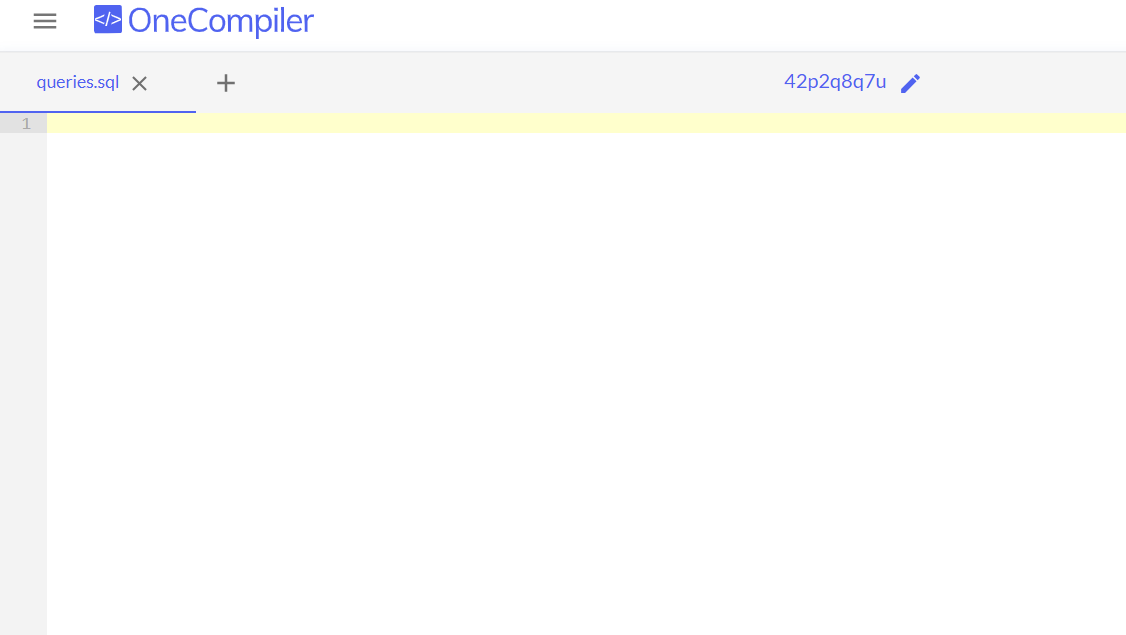 </> OneCompiler
queries.sql
42p2q8q7u
1